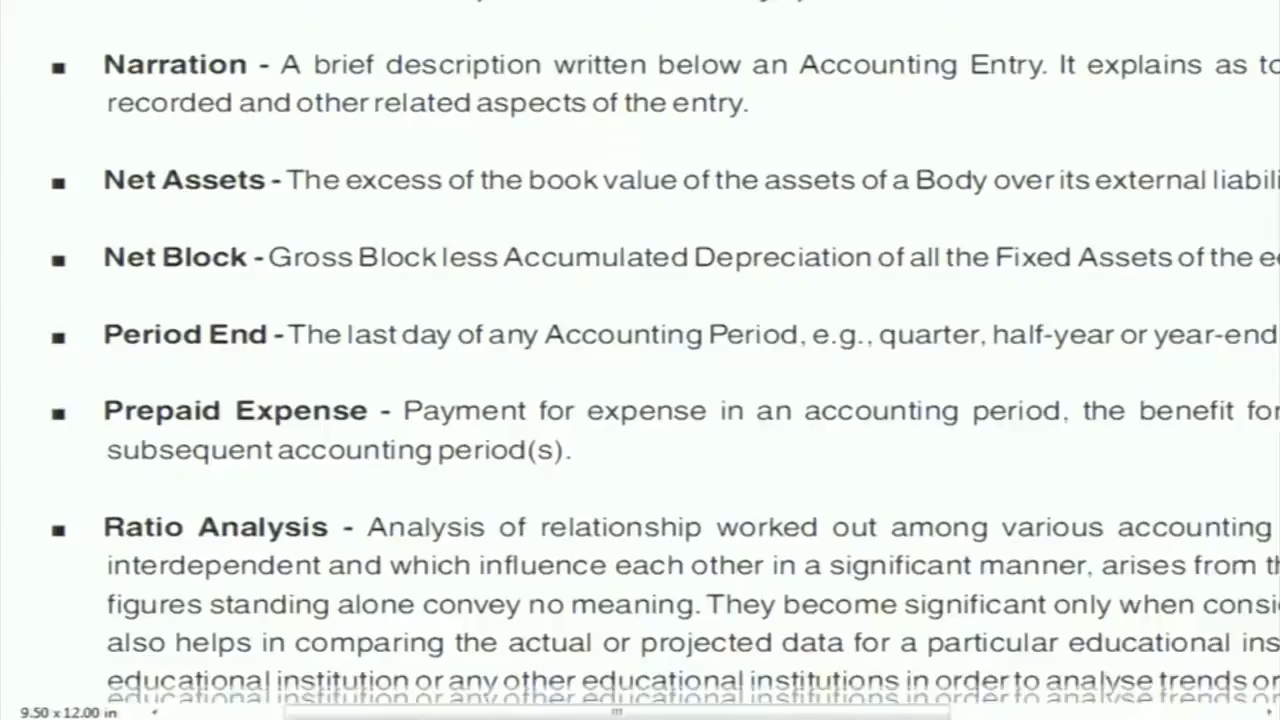 ■ Narration - A brief description written below an Accounting Entry. It explains as to
recorded and other related aspects of the entry.
■ Net Assets - The excess of the book value of the assets of a Body over its external liabili
■ Net Block - Gross Block less Accumulated Depreciation of all the Fixed Assets of the e
■ Period End - The last day of any Accounting Period, e.g., quarter, half-year or year-end
■ Prepaid Expense - Payment for expense in an accounting period, the benefit for
subsequent accounting period(s).
■ Ratio Analysis - Analysis of relationship worked out among various accounting
interdependent and which influence each other in a significant manner, arises from th
figures standing alone convey no meaning. They become significant only when consi
also helps in comparing the actual or projected data for a particular educational ins
educational institution or any other educational institutions in order to analyse trends or
9.50 x 12.00 in